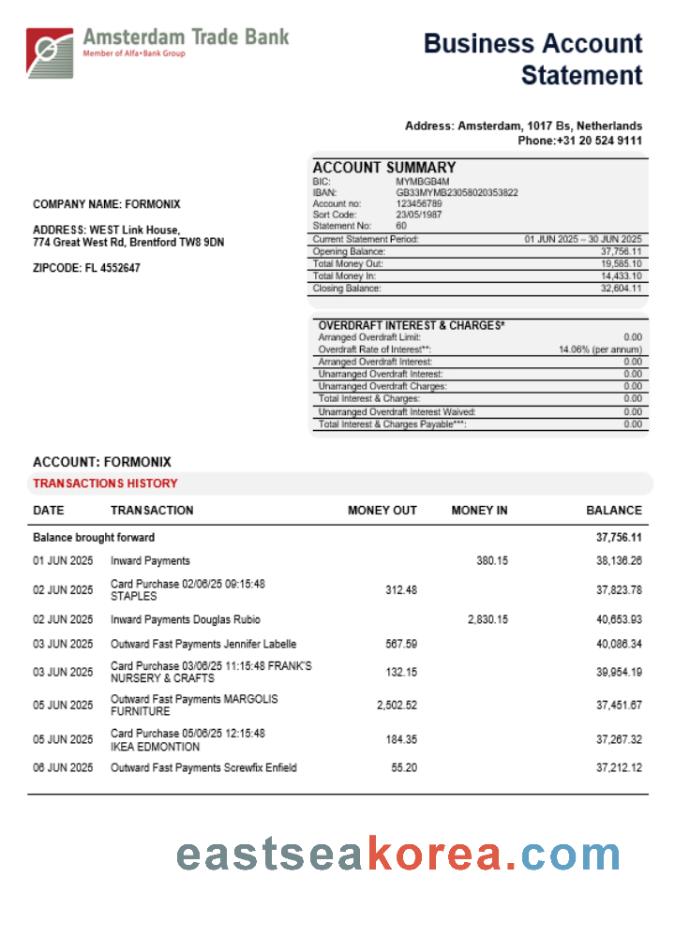 Amsterdam Trade Bank
Member of Alfa•Bank Group
Business Account
Statement
Address: Amsterdam, 1017 Bs, Netherlands
Phone:+31 20 524 9111
ACCOUNT SUMMARY
BIC: MYMBGB4M
IBAN: GB33MYMB23058020353822
Account no: 123456789
Sort Code: 23/05/1987
Statement No: 60
Current Statement Period: 01 JUN 2025 – 30 JUN 2025
Opening Balance: 37,756.11
Total Money Out: 19,585.10
Total Money In: 14,433.10
Closing Balance: 32,604.11
COMPANY NAME: FORMONIX
ADDRESS: WEST Link House,
774 Great West Rd, Brentford TW8 9DN
ZIPCODE: FL 4552647
OVERDRAFT INTEREST & CHARGES*
Arranged Overdraft Limit: 0.00
Overdraft Rate of Interest**: 14.06% (per annum)
Arranged Overdraft Interest: 0.00
Unarranged Overdraft Interest: 0.00
Unarranged Overdraft Charges: 0.00
Total Interest & Charges: 0.00
Unarranged Overdraft Interest Waived: 0.00
Total Interest & Charges Payable***: 0.00
ACCOUNT: FORMONIX
TRANSACTIONS HISTORY
DATE TRANSACTION MONEY OUT MONEY IN BALANCE
Balance brought forward 37,756.11
01 JUN 2025 Inward Payments 380.15 38,136.26
02 JUN 2025 Card Purchase 02/06/25 09:15:48 312.48 37,823.78
STAPLES
02 JUN 2025 Inward Payments Douglas Rubio 2,830.15 40,653.93
03 JUN 2025 Outward Fast Payments Jennifer Labelle 567.59 40,086.34
03 JUN 2025 Card Purchase 03/06/25 11:15:48 FRANK'S 132.15 39,954.19
NURSERY & CRAFTS
05 JUN 2025 Outward Fast Payments MARGOLIS 2,502.52 37,451.67
FURNITURE
05 JUN 2025 Card Purchase 05/06/25 12:15:48 184.35 37,267.32
IKEA EDMONTION
06 JUN 2025 Outward Fast Payments Screwfix Enfield 55.20 37,212.12
eastseakorea.com